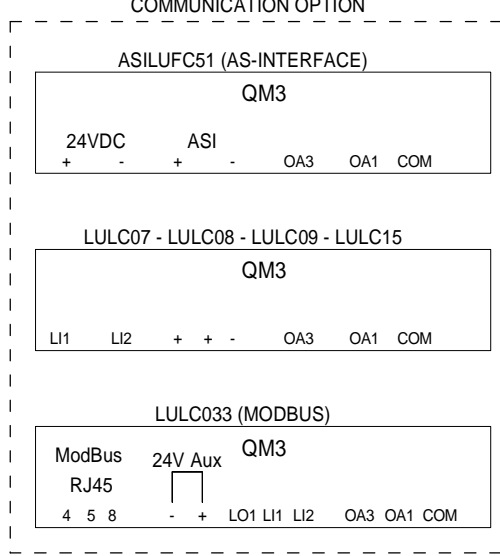 COMMUNICATION OPTION
ASILUFC51 (AS-INTERFACE)
QM3
24VDC ASI
+ - + - OA3 OA1 COM
LULC07 - LULC08 - LULC09 - LULC15
QM3
LI1 LI2 + + - OA3 OA1 COM
LULC033 (MODBUS)
ModBus 24V Aux QM3
RJ45
4 5 8 - + LO1 LI1 LI2 OA3 OA1 COM